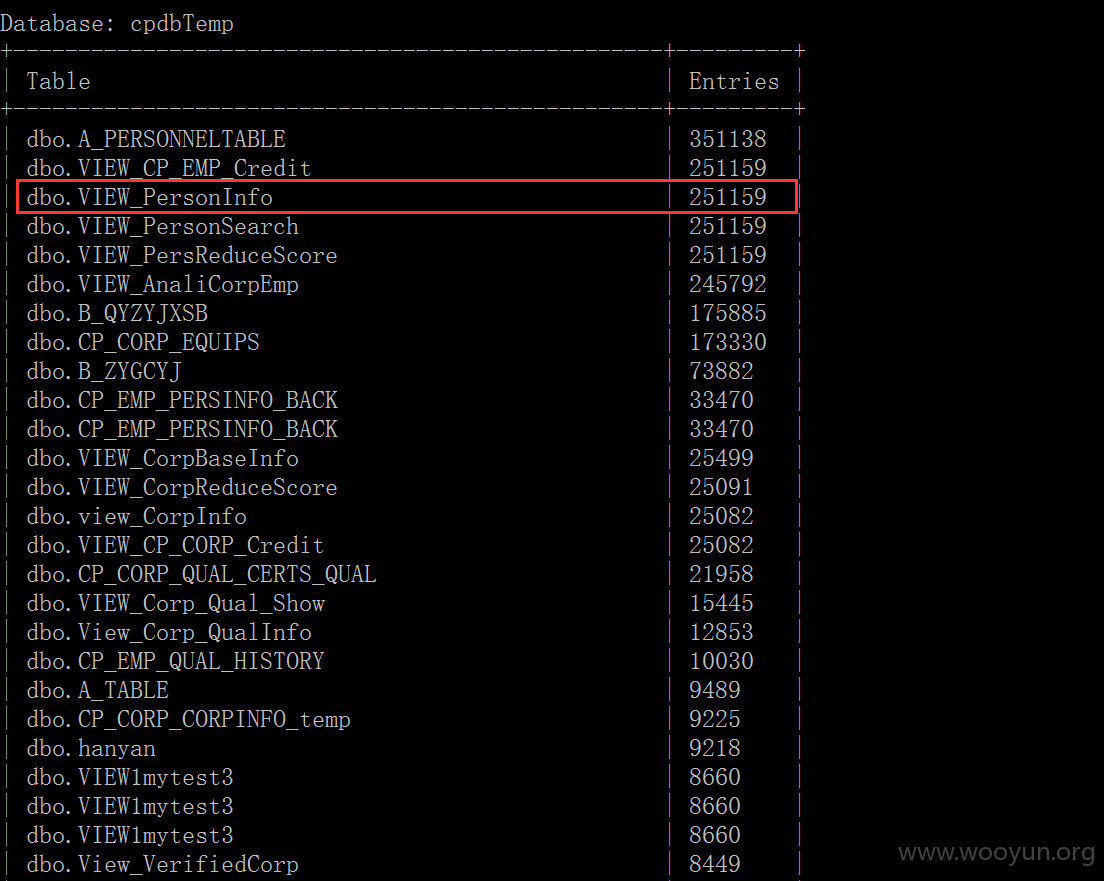 Database: cpdbTemp
Table Entries
dbo.A_PERSONNELTABLE 351138
dbo.VIEW_CP_EMP_Credit 251159
dbo.VIEW_PersonInfo 251159
dbo.VIEW_PersonSearch 251159
dbo.VIEW_PersReduceScore 251159
dbo.VIEW_AnaliCorpEmp 245792
dbo.B_QYZYJXSB 175885
dbo.CP_CORP_EQUIPS 173330
dbo.B_ZYGCYJ 73882
dbo.CP_EMP_PERSINFO_BACK 33470
dbo.CP_EMP_PERSINFO_BACK 33470
dbo.VIEW_CorpBaseInfo 25499
dbo.VIEW_CorpReduceScore 25091
dbo.view_CorpInfo 25082
dbo.VIEW_CP_CORP_Credit 25082
dbo.CP_CORP_QUAL_CERTS_QUAL 21958
dbo.VIEW_Corp_Qual_Show 15445
dbo.View_Corp_QualInfo 12853
dbo.CP_EMP_QUAL_HISTORY 10030
dbo.A_TABLE 9489
dbo.CP_CORP_CORPINFO_temp 9225
dbo.hanyan 9218
dbo.VIEW1mytest3 8660
dbo.VIEW1mytest3 8660
dbo.VIEW1mytest3 8660
dbo.View_VerifiedCorp 8449
www.wooyun.org